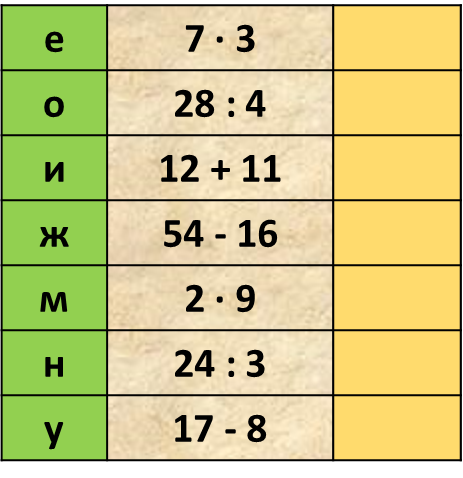 е 7 · 3
о 28 : 4
и 12 + 11
ж 54 - 16
м 2 · 9
н 24 : 3
у 17 - 8